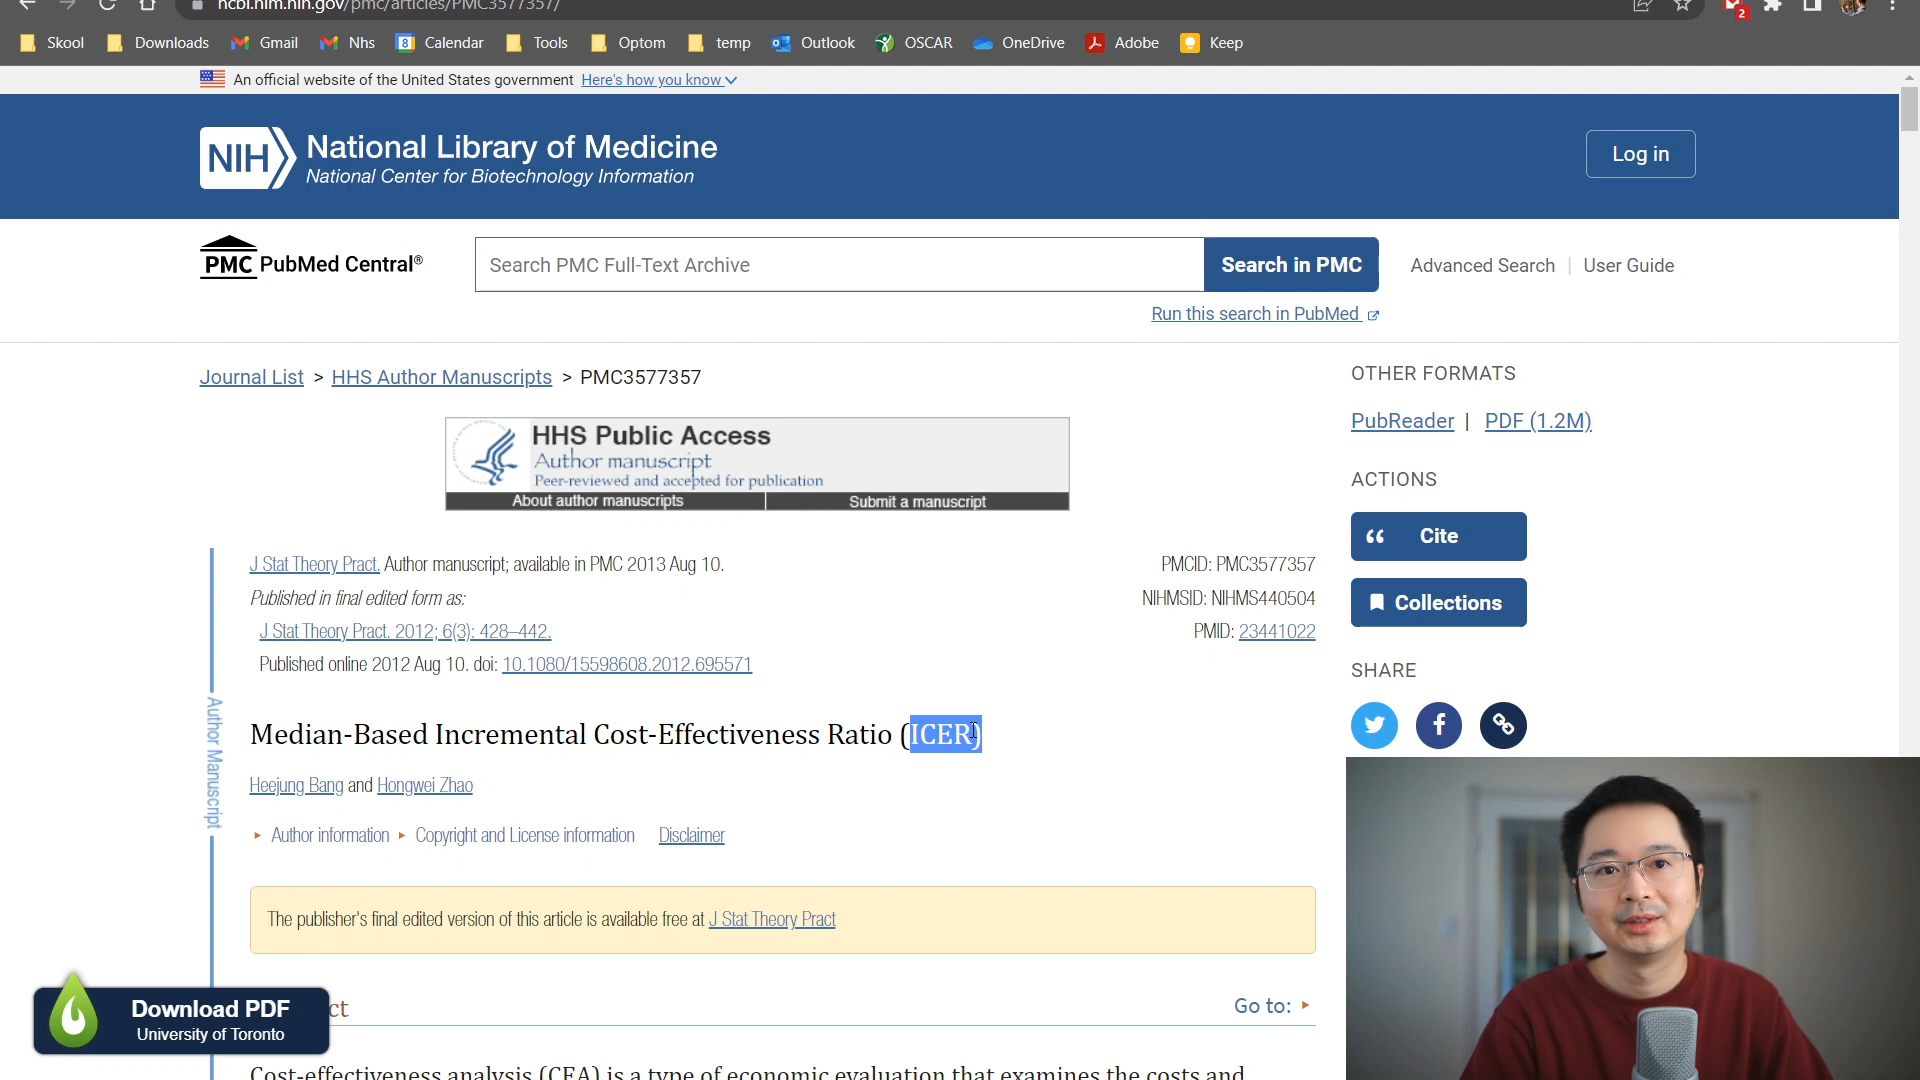 ncbi.nlm.nih.gov/pmc/articles/PMC3577357/
2
Skool Downloads Gmail Nhs 8 Calendar Tools Optom temp Outlook OSCAR OneDrive Adobe Keep
An official website of the United States government Here's how you know
NIH National Library of Medicine
National Center for Biotechnology Information
Log in
PMC PubMed Central®
Search PMC Full-Text Archive
Search in PMC
Advanced Search | User Guide
Run this search in PubMed
Journal List > HHS Author Manuscripts > PMC3577357
HHS Public Access
Author manuscript
Peer-reviewed and accepted for publication
About author manuscripts
Submit a manuscript
J Stat Theory Pract. Author manuscript; available in PMC 2013 Aug 10.
Published in final edited form as:
J Stat Theory Pract. 2012; 6(3): 428–442.
Published online 2012 Aug 10. doi: 10.1080/15598608.2012.695571
PMCID: PMC3577357
NIHMSID: NIHMS440504
PMID: 23441022
Author Manuscript
Median-Based Incremental Cost-Effectiveness Ratio (ICER)
Heejung Bang and Hongwei Zhao
Author information Copyright and License information Disclaimer
The publisher's final edited version of this article is available free at J Stat Theory Pract
ct
Go to:
Cost-effectiveness analysis (CEA) is a type of economic evaluation that examines the costs and
Download PDF
University of Toronto
OTHER FORMATS
PubReader | PDF (1.2M)
ACTIONS
Cite
Collections
SHARE